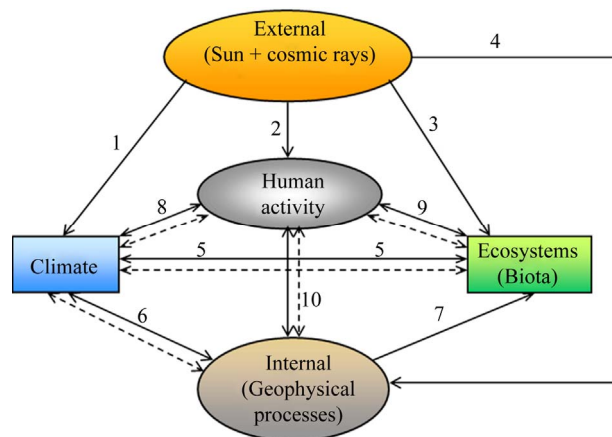 External
(Sun + cosmic rays)
4
1
2
3
Human
activity
8
9
Climate
5
5
Ecosystems
(Biota)
6
10
7
Internal
(Geophysical
processes)